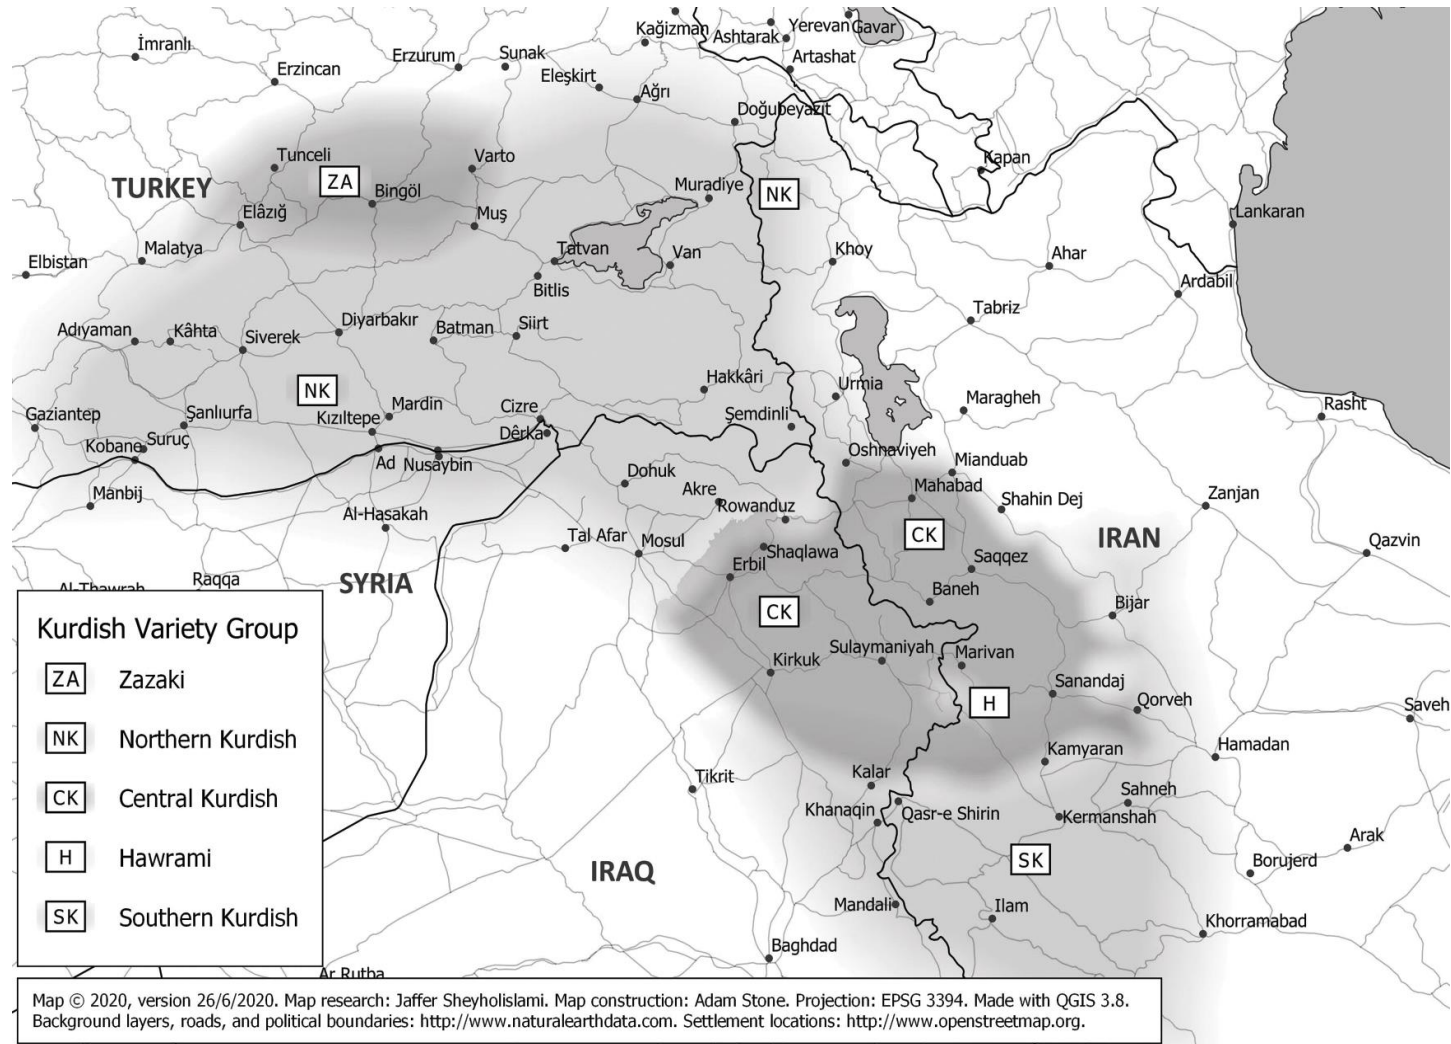 Kağizman
Ashtarak
Yerevan
Gavar
İmranlı
Erzurum
Sunak
Artashat
Erzincan
Eleşkirt
Ağrı
Doğubeyazıt
Tunceli
Varto
Kapan
TURKEY
ZA
Bingöl
Muradiye
NK
Elâzığ
Muş
Lankaran
Malatya
Tatvan
Van
Khoy
Ahar
Elbistan
Bitlis
Ardabil
Tabriz
Adıyaman
Kâhta
Siverek
Diyarbakır
Batman
Siirt
NK
Hakkâri
Urmia
Maragheh
Rasht
Gaziantep
Şanlıurfa
Kızıltepe
Mardin
Cizre
Şemdinli
Kobane
Suruç
Dêrka
Ad
Nusaybin
Oshnaviyeh
Mianduab
Manbij
Dohuk
Akre
Rowanduz
Mahabad
Shahin Dej
Zanjan
Al-Hasakah
Tal Afar
Mosul
Shaqlawa
CK
IRAN
Qazvin
Erbil
Saqqez
Al-Thawrah
Raqqa
SYRIA
CK
Baneh
Bijar
Kirkuk
Sulaymaniyah
Marivan
Sanandaj
H
Qorveh
Saveh
Kamyaran
Hamadan
Tikrit
Kalar
Khanaqin
Qasr-e Shirin
Sahneh
Kermanshah
Arak
IRAQ
SK
Borujerd
Mandali
Ilam
Khorramabad
Baghdad
Ar Rutba
Kurdish Variety Group
ZA Zazaki
NK Northern Kurdish
CK Central Kurdish
H Hawrami
SK Southern Kurdish
Map © 2020, version 26/6/2020. Map research: Jaffer Sheyholislami. Map construction: Adam Stone. Projection: EPSG 3394. Made with QGIS 3.8.
Background layers, roads, and political boundaries: http://www.naturalearthdata.com. Settlement locations: http://www.openstreetmap.org.